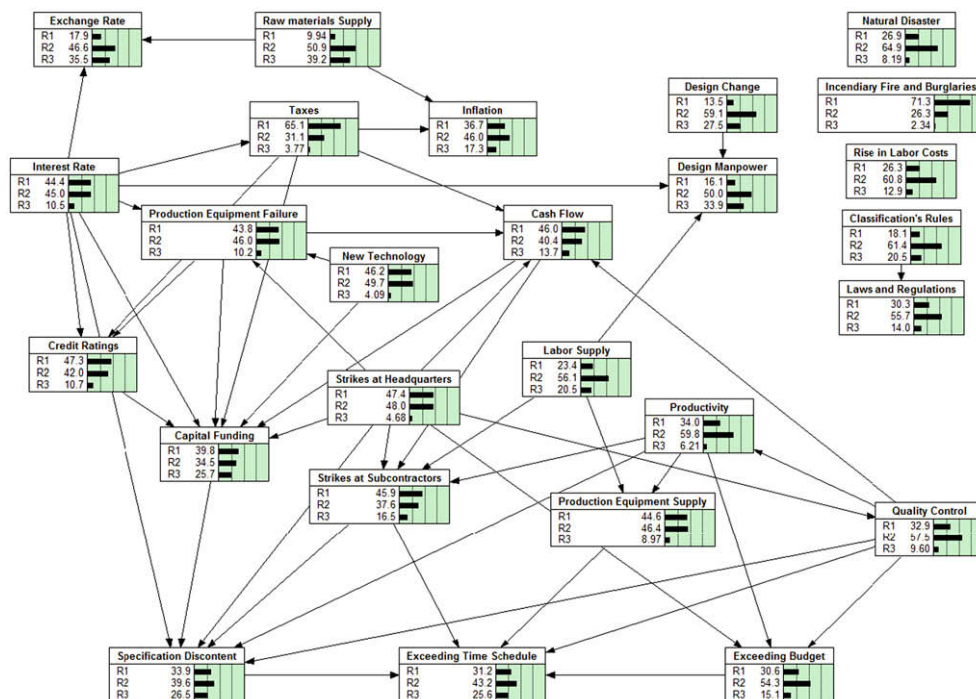 Exchange Rate
R1 17.9
R2 46.6
R3 35.5
Raw materials Supply
R1 9.94
R2 50.9
R3 39.2
Natural Disaster
R1 26.9
R2 64.9
R3 8.19
Design Change
R1 13.5
R2 59.1
R3 27.5
Incendiary Fire and Burglaries
R1 71.3
R2 26.3
R3 2.34
Taxes
R1 65.1
R2 31.1
R3 3.77
Inflation
R1 36.7
R2 46.0
R3 17.3
Interest Rate
R1 44.4
R2 45.0
R3 10.5
Design Manpower
R1 16.1
R2 50.0
R3 33.9
Rise in Labor Costs
R1 26.3
R2 60.8
R3 12.9
Production Equipment Failure
R1 43.8
R2 46.0
R3 10.2
Cash Flow
R1 46.0
R2 40.4
R3 13.7
Classification's Rules
R1 18.1
R2 61.4
R3 20.5
New Technology
R1 46.2
R2 49.7
R3 4.09
Laws and Regulations
R1 30.3
R2 55.7
R3 14.0
Credit Ratings
R1 47.3
R2 42.0
R3 10.7
Labor Supply
R1 23.4
R2 56.1
R3 20.5
Strikes at Headquarters
R1 47.4
R2 48.0
R3 4.68
Productivity
R1 34.0
R2 59.8
R3 6.21
Capital Funding
R1 39.8
R2 34.5
R3 25.7
Strikes at Subcontractors
R1 45.9
R2 37.6
R3 16.5
Production Equipment Supply
R1 44.6
R2 46.4
R3 8.97
Quality Control
R1 32.9
R2 57.5
R3 9.60
Specification Discontent
R1 33.9
R2 39.6
R3 26.5
Exceeding Time Schedule
R1 31.2
R2 43.2
R3 25.6
Exceeding Budget
R1 30.6
R2 54.3
R3 15.1